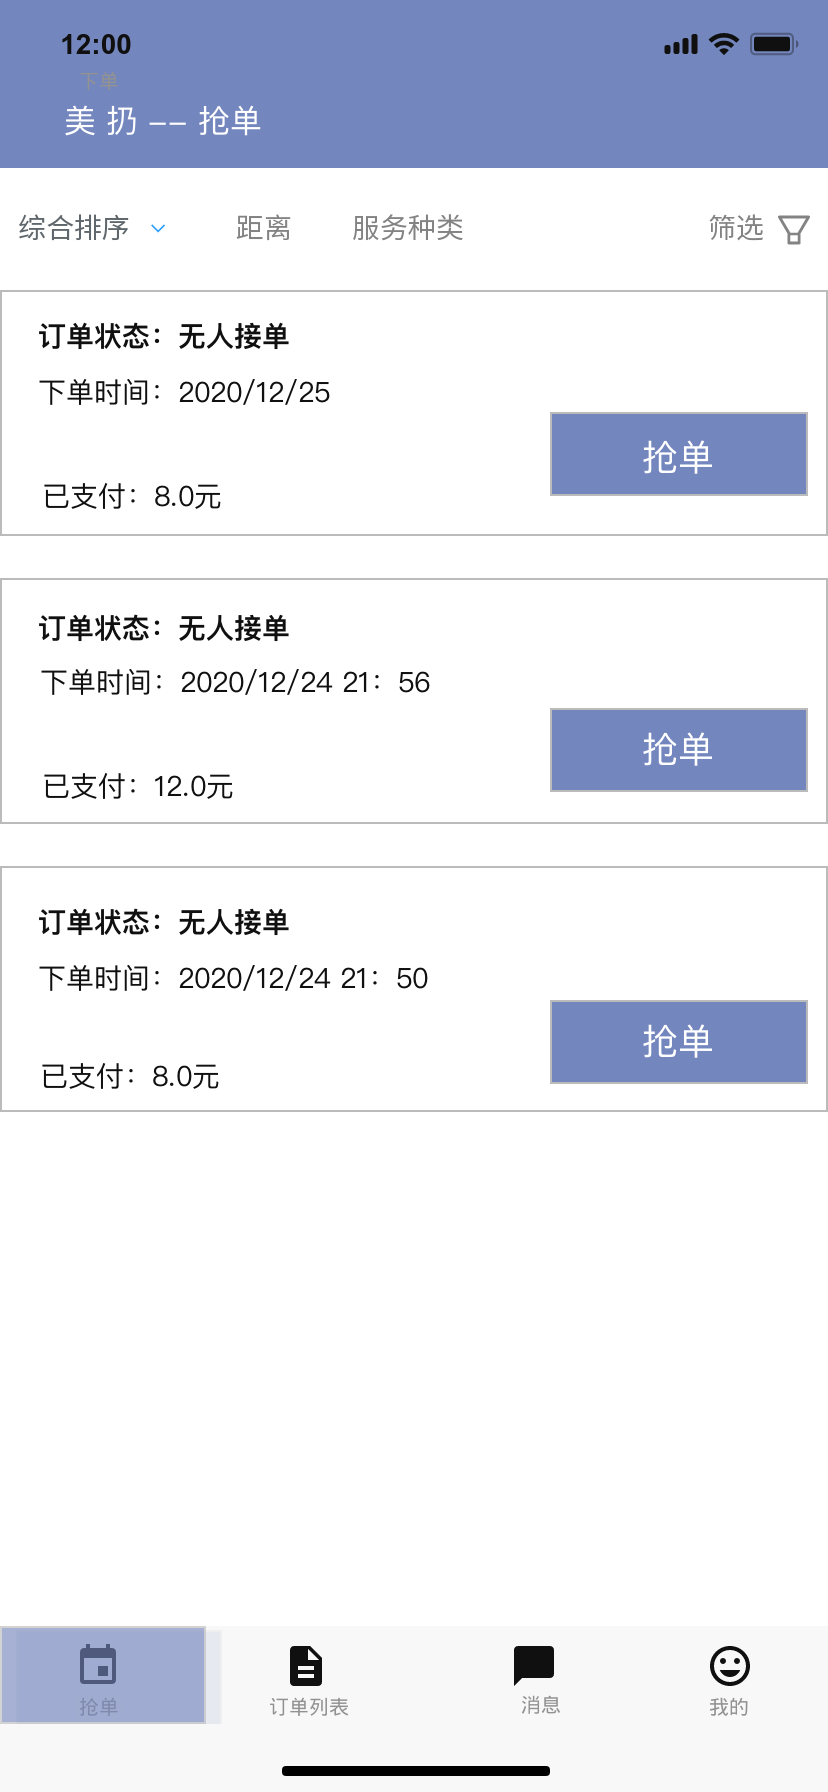 12:00
下单
美 扔 -- 抢单
综合排序 距离 服务种类 筛选
订单状态：无人接单
下单时间：2020/12/25
抢单
已支付：8.0元
订单状态：无人接单
下单时间：2020/12/24 21：56
抢单
已支付：12.0元
订单状态：无人接单
下单时间：2020/12/24 21：50
抢单
已支付：8.0元
抢单 订单列表 消息 我的